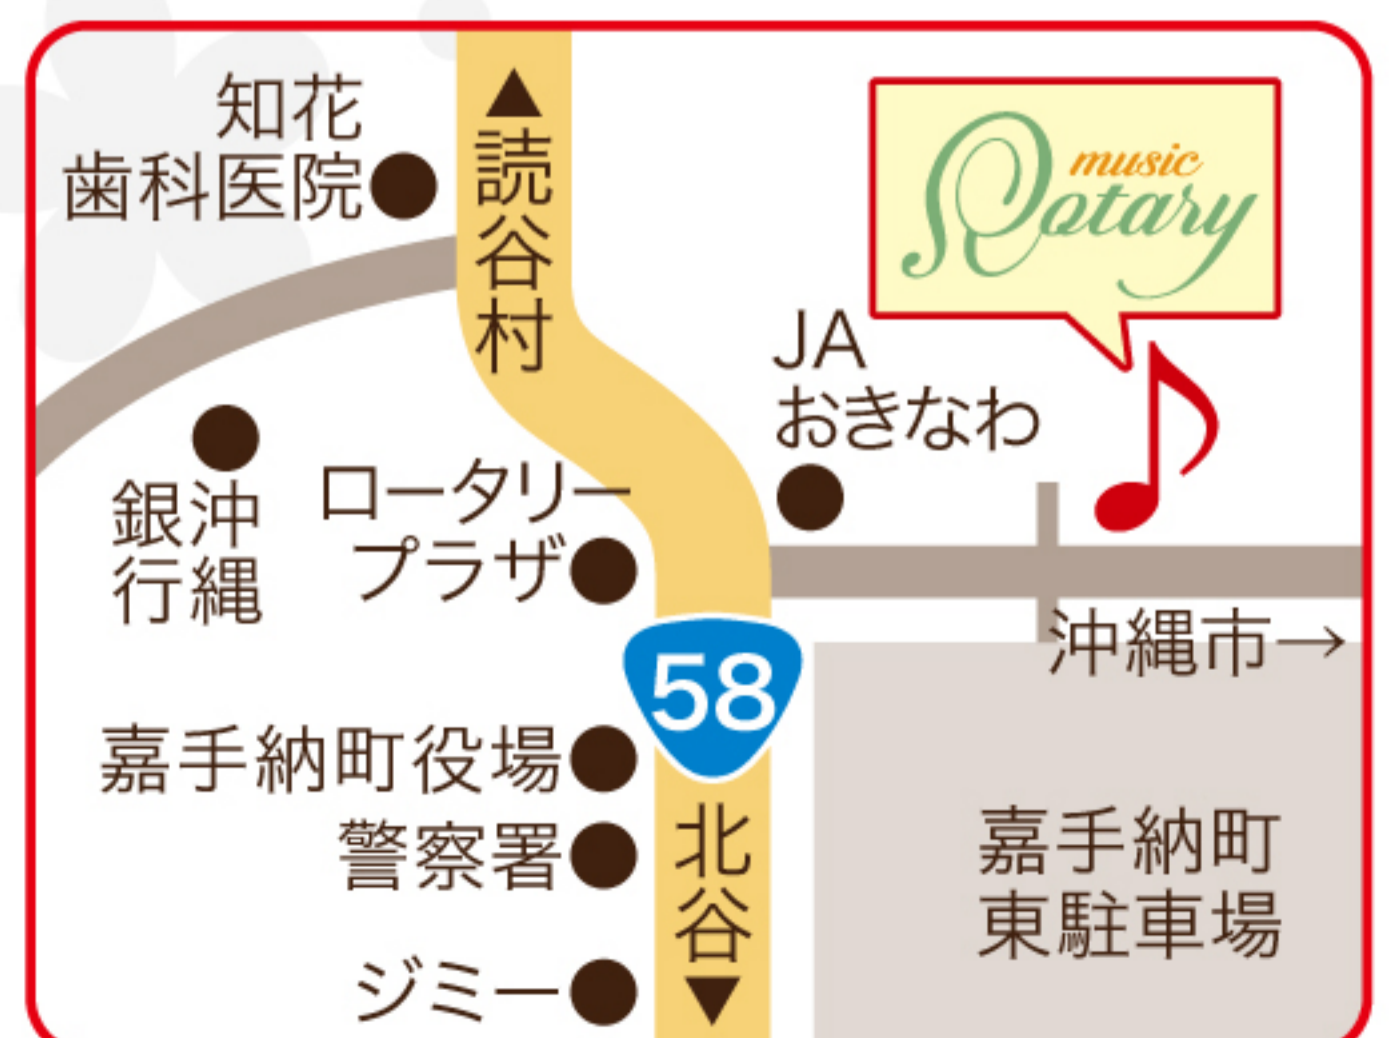 知花
歯科医院
▲読谷村
music
Rotary
JA
おきなわ
沖縄
銀行
ロータリー
プラザ
沖縄市→
58
嘉手納町役場
警察署
ジミー
北谷▼
嘉手納町
東駐車場